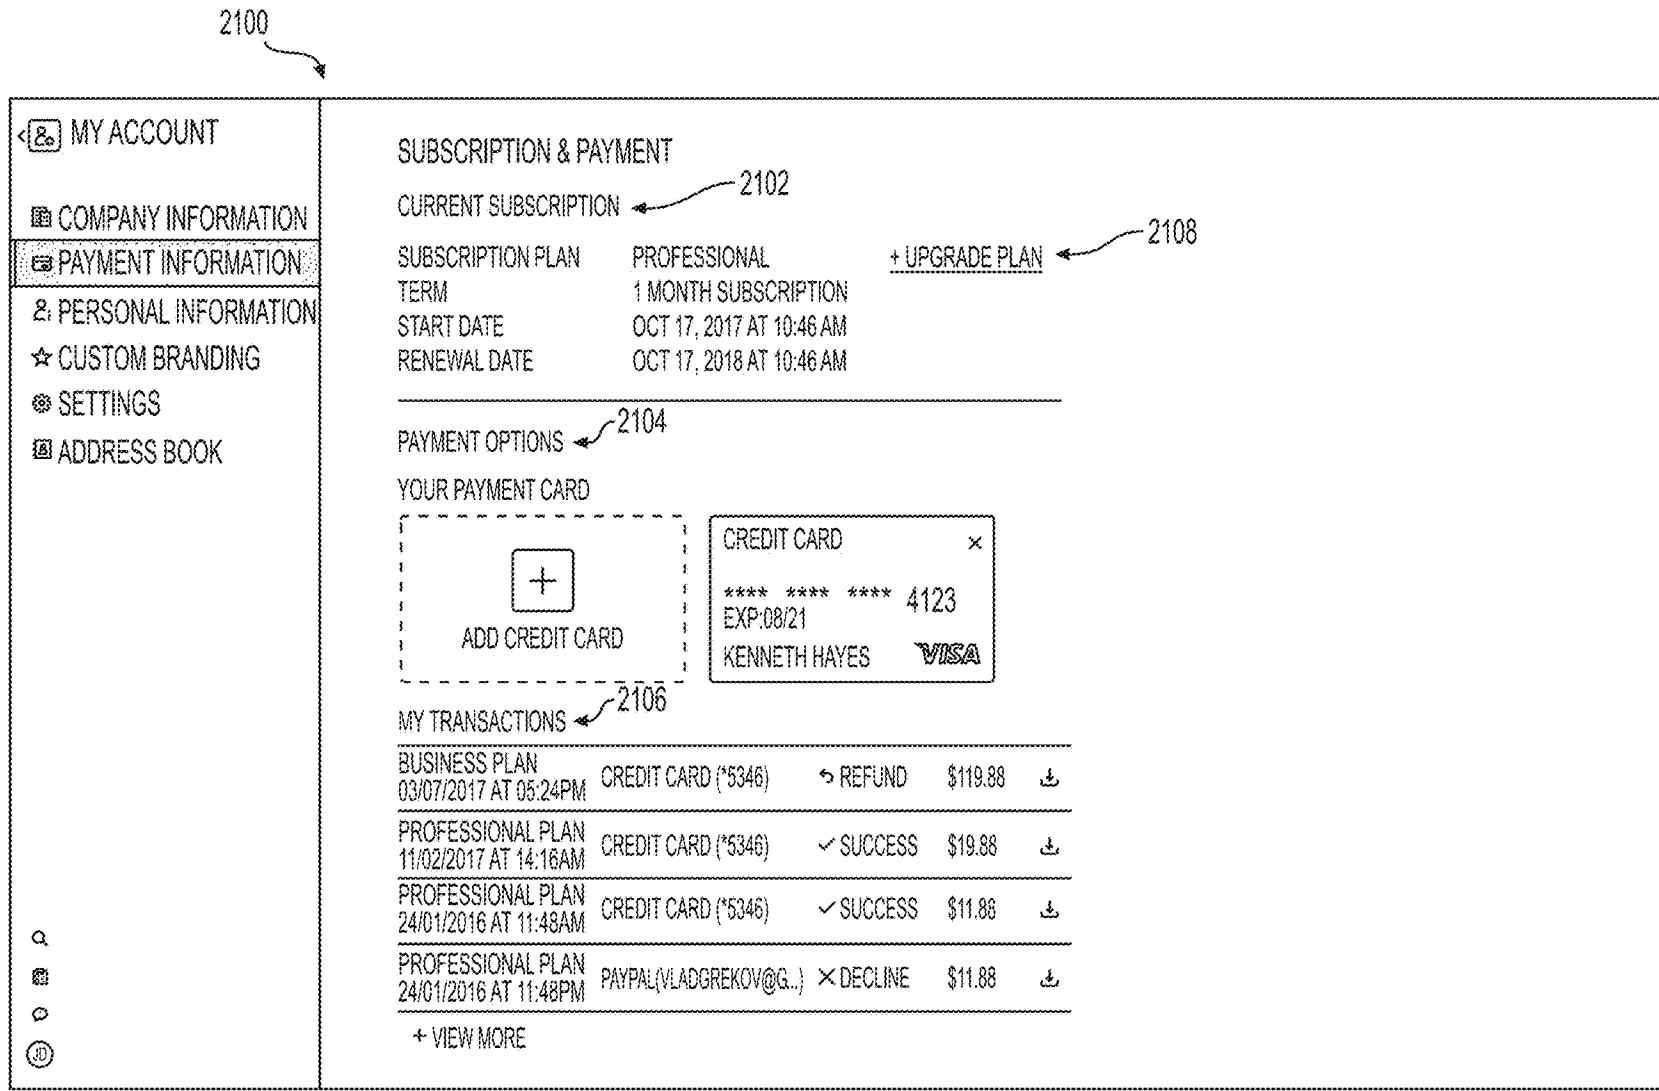 2100
MY ACCOUNT
COMPANY INFORMATION
PAYMENT INFORMATION
PERSONAL INFORMATION
CUSTOM BRANDING
SETTINGS
ADDRESS BOOK
JD
SUBSCRIPTION & PAYMENT
CURRENT SUBSCRIPTION 2102
SUBSCRIPTION PLAN PROFESSIONAL + UPGRADE PLAN 2108
TERM 1 MONTH SUBSCRIPTION
START DATE OCT 17, 2017 AT 10:46 AM
RENEWAL DATE OCT 17, 2018 AT 10:46 AM
PAYMENT OPTIONS 2104
YOUR PAYMENT CARD
+
ADD CREDIT CARD
CREDIT CARD ×
**** **** **** 4123
EXP:08/21
KENNETH HAYES VISA
MY TRANSACTIONS 2106
BUSINESS PLAN
03/07/2017 AT 05:24PM CREDIT CARD (*5346) REFUND $119.88
PROFESSIONAL PLAN
11/02/2017 AT 14:16AM CREDIT CARD (*5346) SUCCESS $19.88
PROFESSIONAL PLAN
24/01/2016 AT 11:48AM CREDIT CARD (*5346) SUCCESS $11.88
PROFESSIONAL PLAN
24/01/2016 AT 11:48PM PAYPAL(VLADGREKOV@G...) DECLINE $11.88
+ VIEW MORE